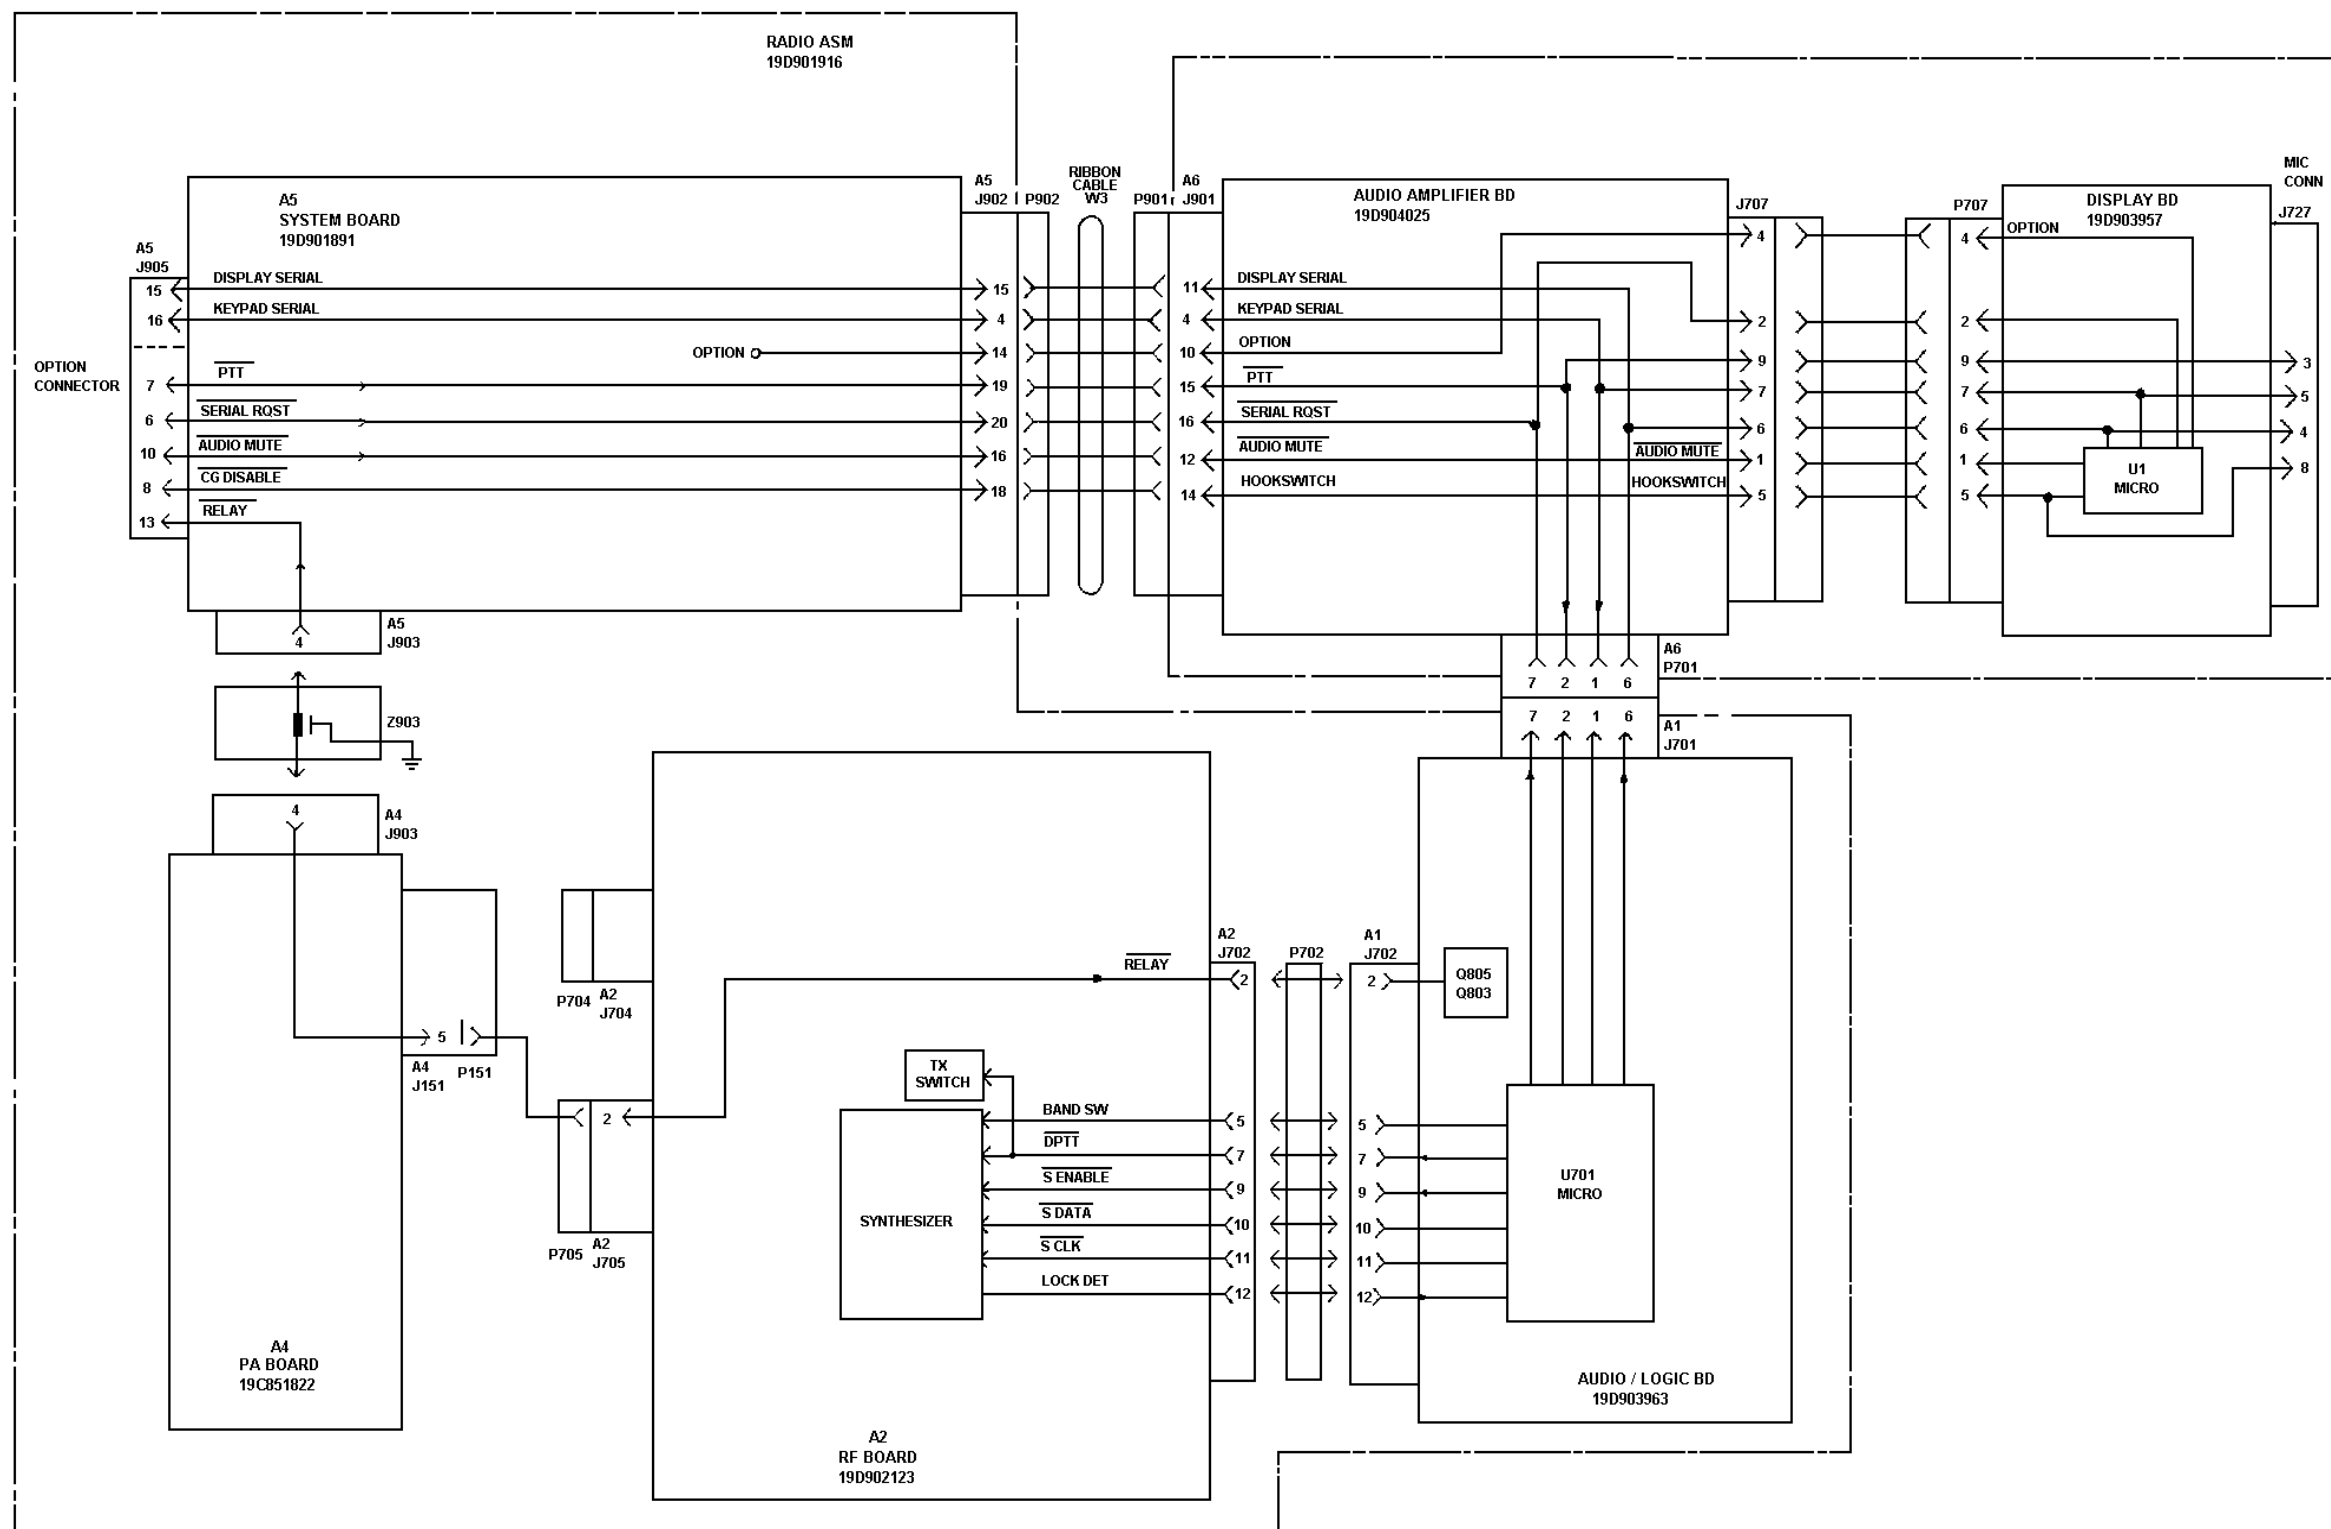 RADIO ASM
19D901916
A5
SYSTEM BOARD
19D901891
A5
J905
OPTION
CONNECTOR
15
DISPLAY SERIAL
16
KEYPAD SERIAL
OPTION
7
PTT
6
SERIAL RQST
10
AUDIO MUTE
8
CG DISABLE
13
RELAY
A5
J902
P902
15
4
14
19
20
16
18
RIBBON
CABLE
W3
P901
A6
J901
11
4
10
15
16
12
14
AUDIO AMPLIFIER BD
19D904025
DISPLAY SERIAL
KEYPAD SERIAL
OPTION
PTT
SERIAL RQST
AUDIO MUTE
AUDIO MUTE
HOOKSWITCH
HOOKSWITCH
J707
4
2
9
7
6
1
5
P707
4
2
9
7
6
1
5
DISPLAY BD
19D903957
OPTION
U1
MICRO
MIC
CONN
J727
3
5
4
8
4
A5
J903
Z903
4
A4
J903
A6
P701
7 2 1 6
7 2 1 6
A1
J701
5
A4
J151
P151
A4
PA BOARD
19C851822
P704
A2
J704
2
P705
A2
J705
RELAY
TX
SWITCH
SYNTHESIZER
BAND SW
DPTT
S ENABLE
S DATA
S CLK
LOCK DET
A2
RF BOARD
19D902123
A2
J702
2
5
7
9
10
11
12
P702
A1
J702
2
5
7
9
10
11
12
Q805
Q803
U701
MICRO
AUDIO / LOGIC BD
19D903963